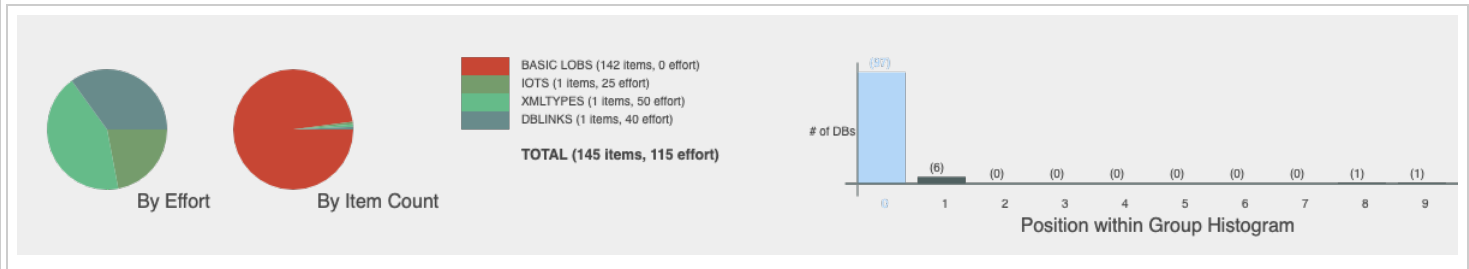 BASIC LOBS (142 items, 0 effort)
IOTS (1 items, 25 effort)
XMLTYPES (1 items, 50 effort)
DBLINKS (1 items, 40 effort)
TOTAL (145 items, 115 effort)
By Effort
By Item Count
(97)
# of DBs
(6)
(0)
(0)
(0)
(0)
(0)
(0)
(1)
(1)
0
1
2
3
4
5
6
7
8
9
Position within Group Histogram